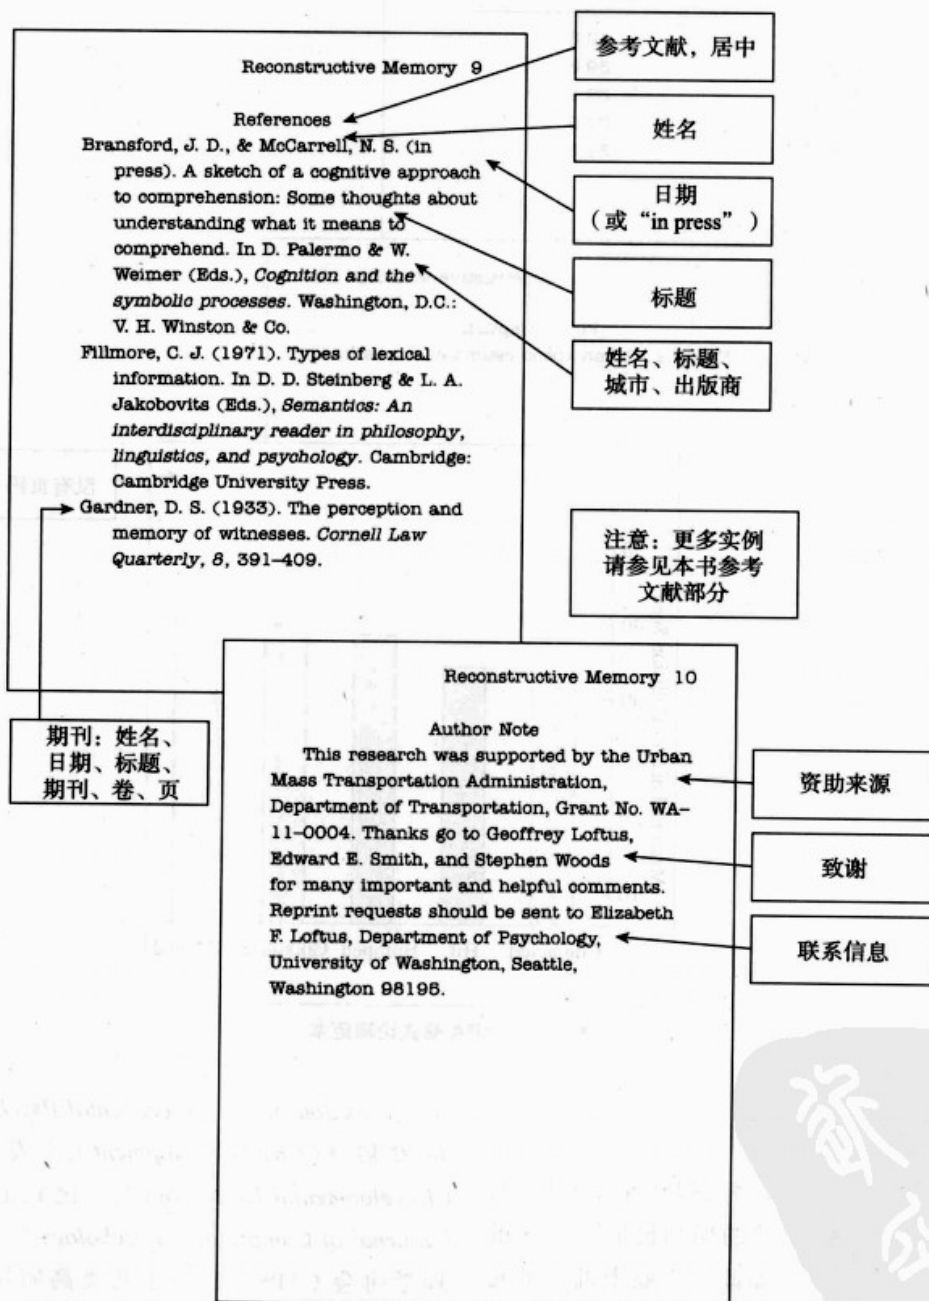 Reconstructive Memory 9
References
Bransford, J. D., & McCarrell, N. S. (in
press). A sketch of a cognitive approach
to comprehension: Some thoughts about
understanding what it means to
comprehend. In D. Palermo & W.
Weimer (Eds.), Cognition and the
symbolic processes. Washington, D.C.:
V. H. Winston & Co.
Fillmore, C. J. (1971). Types of lexical
information. In D. D. Steinberg & L. A.
Jakobovits (Eds.), Semantics: An
interdisciplinary reader in philosophy,
linguistics, and psychology. Cambridge:
Cambridge University Press.
Gardner, D. S. (1933). The perception and
memory of witnesses. Cornell Law
Quarterly, 8, 391–409.
参考文献，居中
姓名
日期
（或“in press”）
标题
姓名、标题、
城市、出版商
注意：更多实例
请参见本书参考
文献部分
期刊：姓名、
日期、标题、
期刊、卷、页
Reconstructive Memory 10
Author Note
This research was supported by the Urban
Mass Transportation Administration,
Department of Transportation, Grant No. WA-
11–0004. Thanks go to Geoffrey Loftus,
Edward E. Smith, and Stephen Woods
for many important and helpful comments.
Reprint requests should be sent to Elizabeth
F. Loftus, Department of Psychology,
University of Washington, Seattle,
Washington 98195.
资助来源
致谢
联系信息